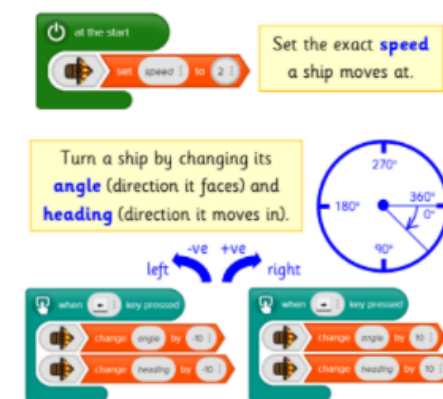 at the start
set speed to 2
Set the exact speed
a ship moves at.
Turn a ship by changing its
angle (direction it faces) and
heading (direction it moves in).
270°
180°
360°
0°
90°
-ve +ve
left
right
when ← key pressed
change angle by -10
change heading by -10
when → key pressed
change angle by 10
change heading by 10